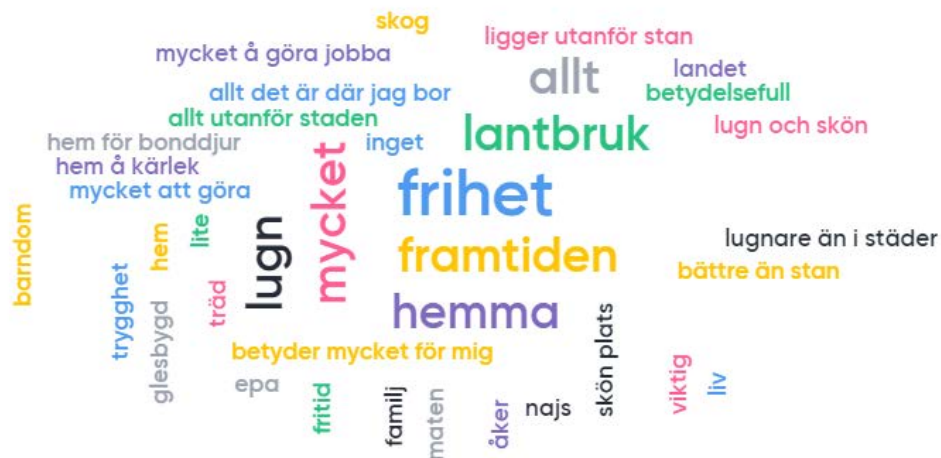 skog
ligger utanför stan
mycket å göra jobba
allt
landet
allt det är där jag bor
betydelsefull
allt utanför staden
lantbruk
lugn och skön
hem för bonddjur
inget
hem å kärlek
mycket att göra
frihet
mycket
lugn
lite
hem
barndom
framtiden
lugnare än i städer
bättre än stan
trygghet
glesbygd
träd
hemma
skön plats
betyder mycket för mig
epa
fritid
familj
maten
åker
najs
viktig
liv